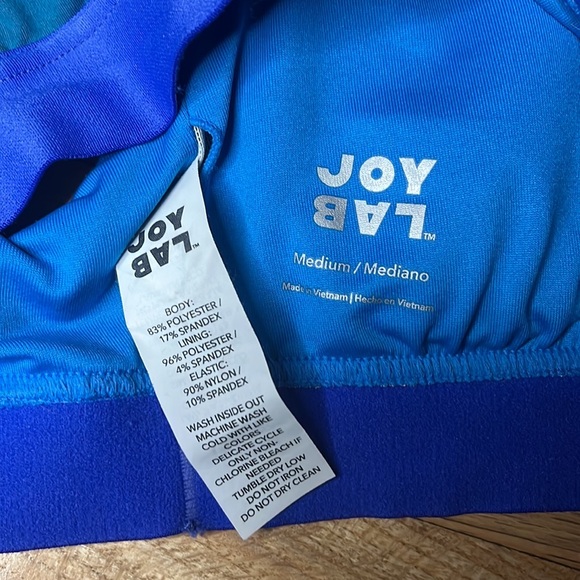 JOY
LAB™
Medium / Mediano
Made in Vietnam | Hecho en Vietnam
JOY
LAB™
BODY:
83% POLYESTER /
17% SPANDEX
LINING:
96% POLYESTER /
4% SPANDEX
ELASTIC:
90% NYLON /
10% SPANDEX
WASH INSIDE OUT
MACHINE WASH
COLD WITH LIKE
COLORS
DELICATE CYCLE
ONLY NON-
CHLORINE BLEACH IF
NEEDED
TUMBLE DRY LOW
DO NOT IRON
DO NOT DRY CLEAN